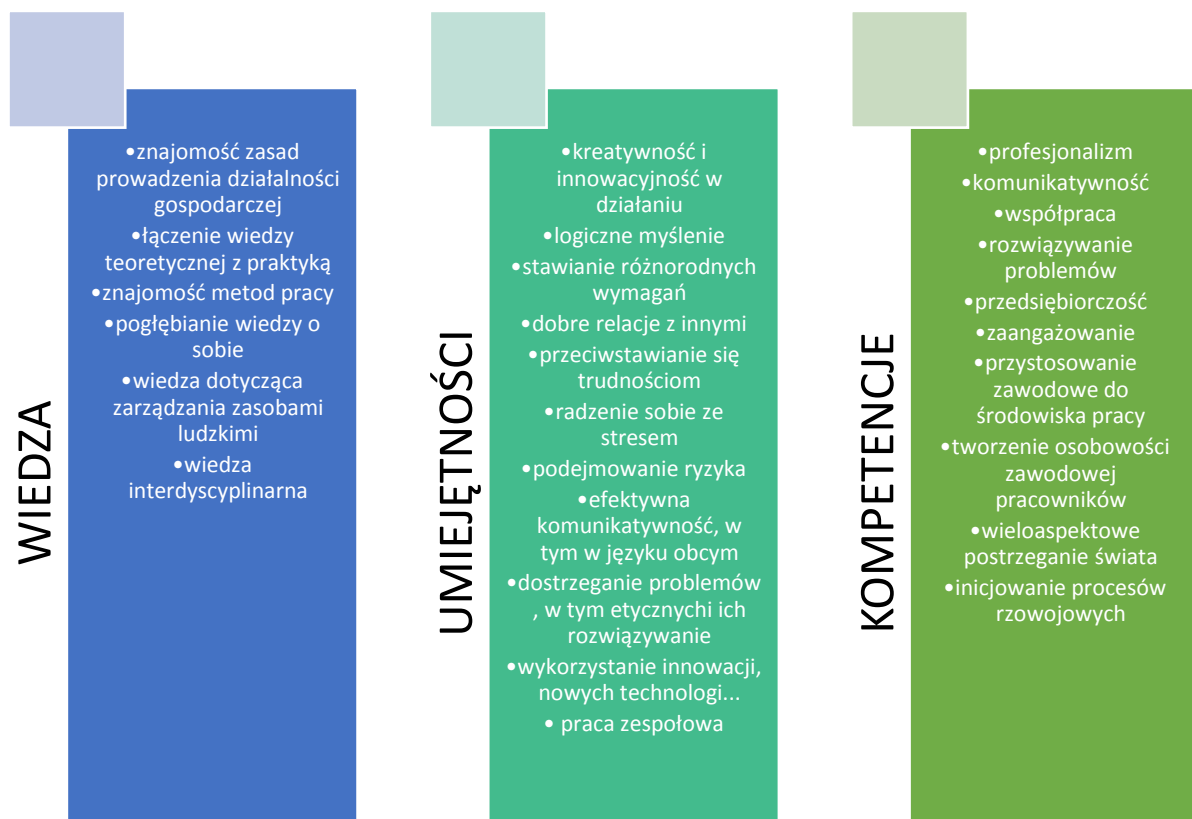 WIEDZA
•znajomość zasad
prowadzenia działalności
gospodarczej
•łączenie wiedzy
teoretycznej z praktyką
•znajomość metod pracy
•pogłębianie wiedzy o
sobie
•wiedza dotycząca
zarządzania zasobami
ludzkimi
•wiedza
interdyscyplinarna
UMIEJĘTNOŚCI
•kreatywność i
innowacyjność w
działaniu
•logiczne myślenie
•stawianie różnorodnych
wymagań
•dobre relacje z innymi
•przeciwstawianie się
trudnościom
•radzenie sobie ze
stresem
•podejmowanie ryzyka
•efektywna
komunikatywność, w
tym w języku obcym
•dostrzeganie problemów
, w tym etycznychi ich
rozwiązywanie
•wykorzystanie innowacji,
nowych technologi...
• praca zespołowa
KOMPETENCJE
•profesjonalizm
•komunikatywność
•współpraca
•rozwiązywanie
problemów
•przedsiębiorczość
•zaangażowanie
•przystosowanie
zawodowe do
środowiska pracy
•tworzenie osobowości
zawodowej
pracowników
•wieloaspektowe
postrzeganie świata
•inicjowanie procesów
rzowojowych